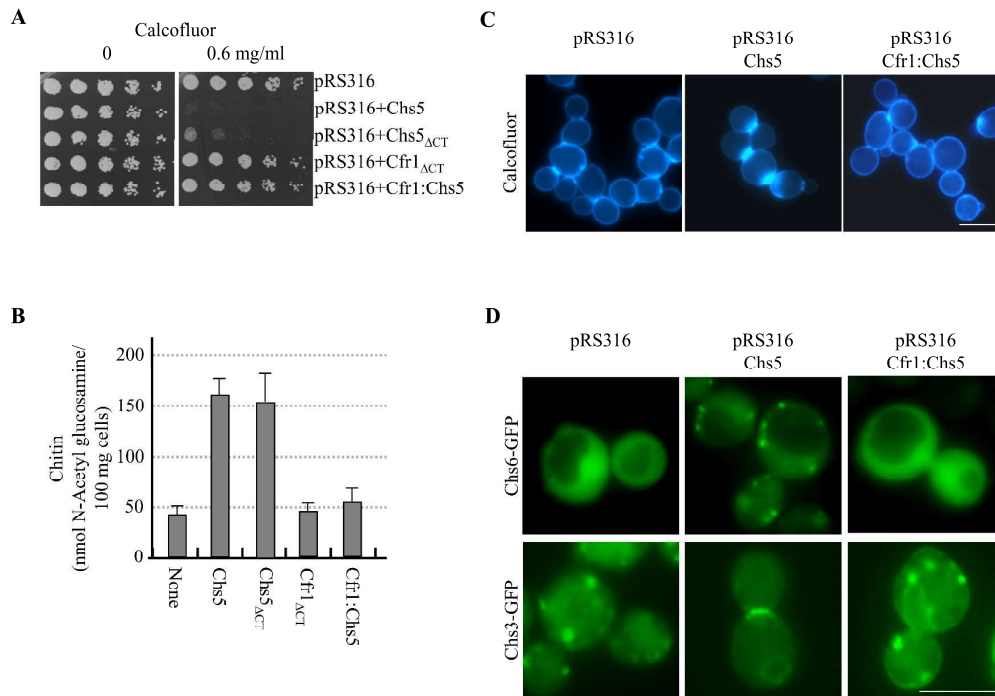 A
Calcofluor
0 0.6 mg/ml
pRS316
pRS316+Chs5
pRS316+Chs5ΔCT
pRS316+Cfr1ΔCT
pRS316+Cfr1:Chs5
B
Chitin
(nmol N-Acetyl glucosamine/
100 mg cells)
200
150
100
50
0
None
Chs5
Chs5ΔCT
Cfr1ΔCT
Cfr1:Chs5
C
pRS316
pRS316
Chs5
pRS316
Cfr1:Chs5
Calcofluor
D
pRS316
pRS316
Chs5
pRS316
Cfr1:Chs5
Chs6-GFP
Chs3-GFP